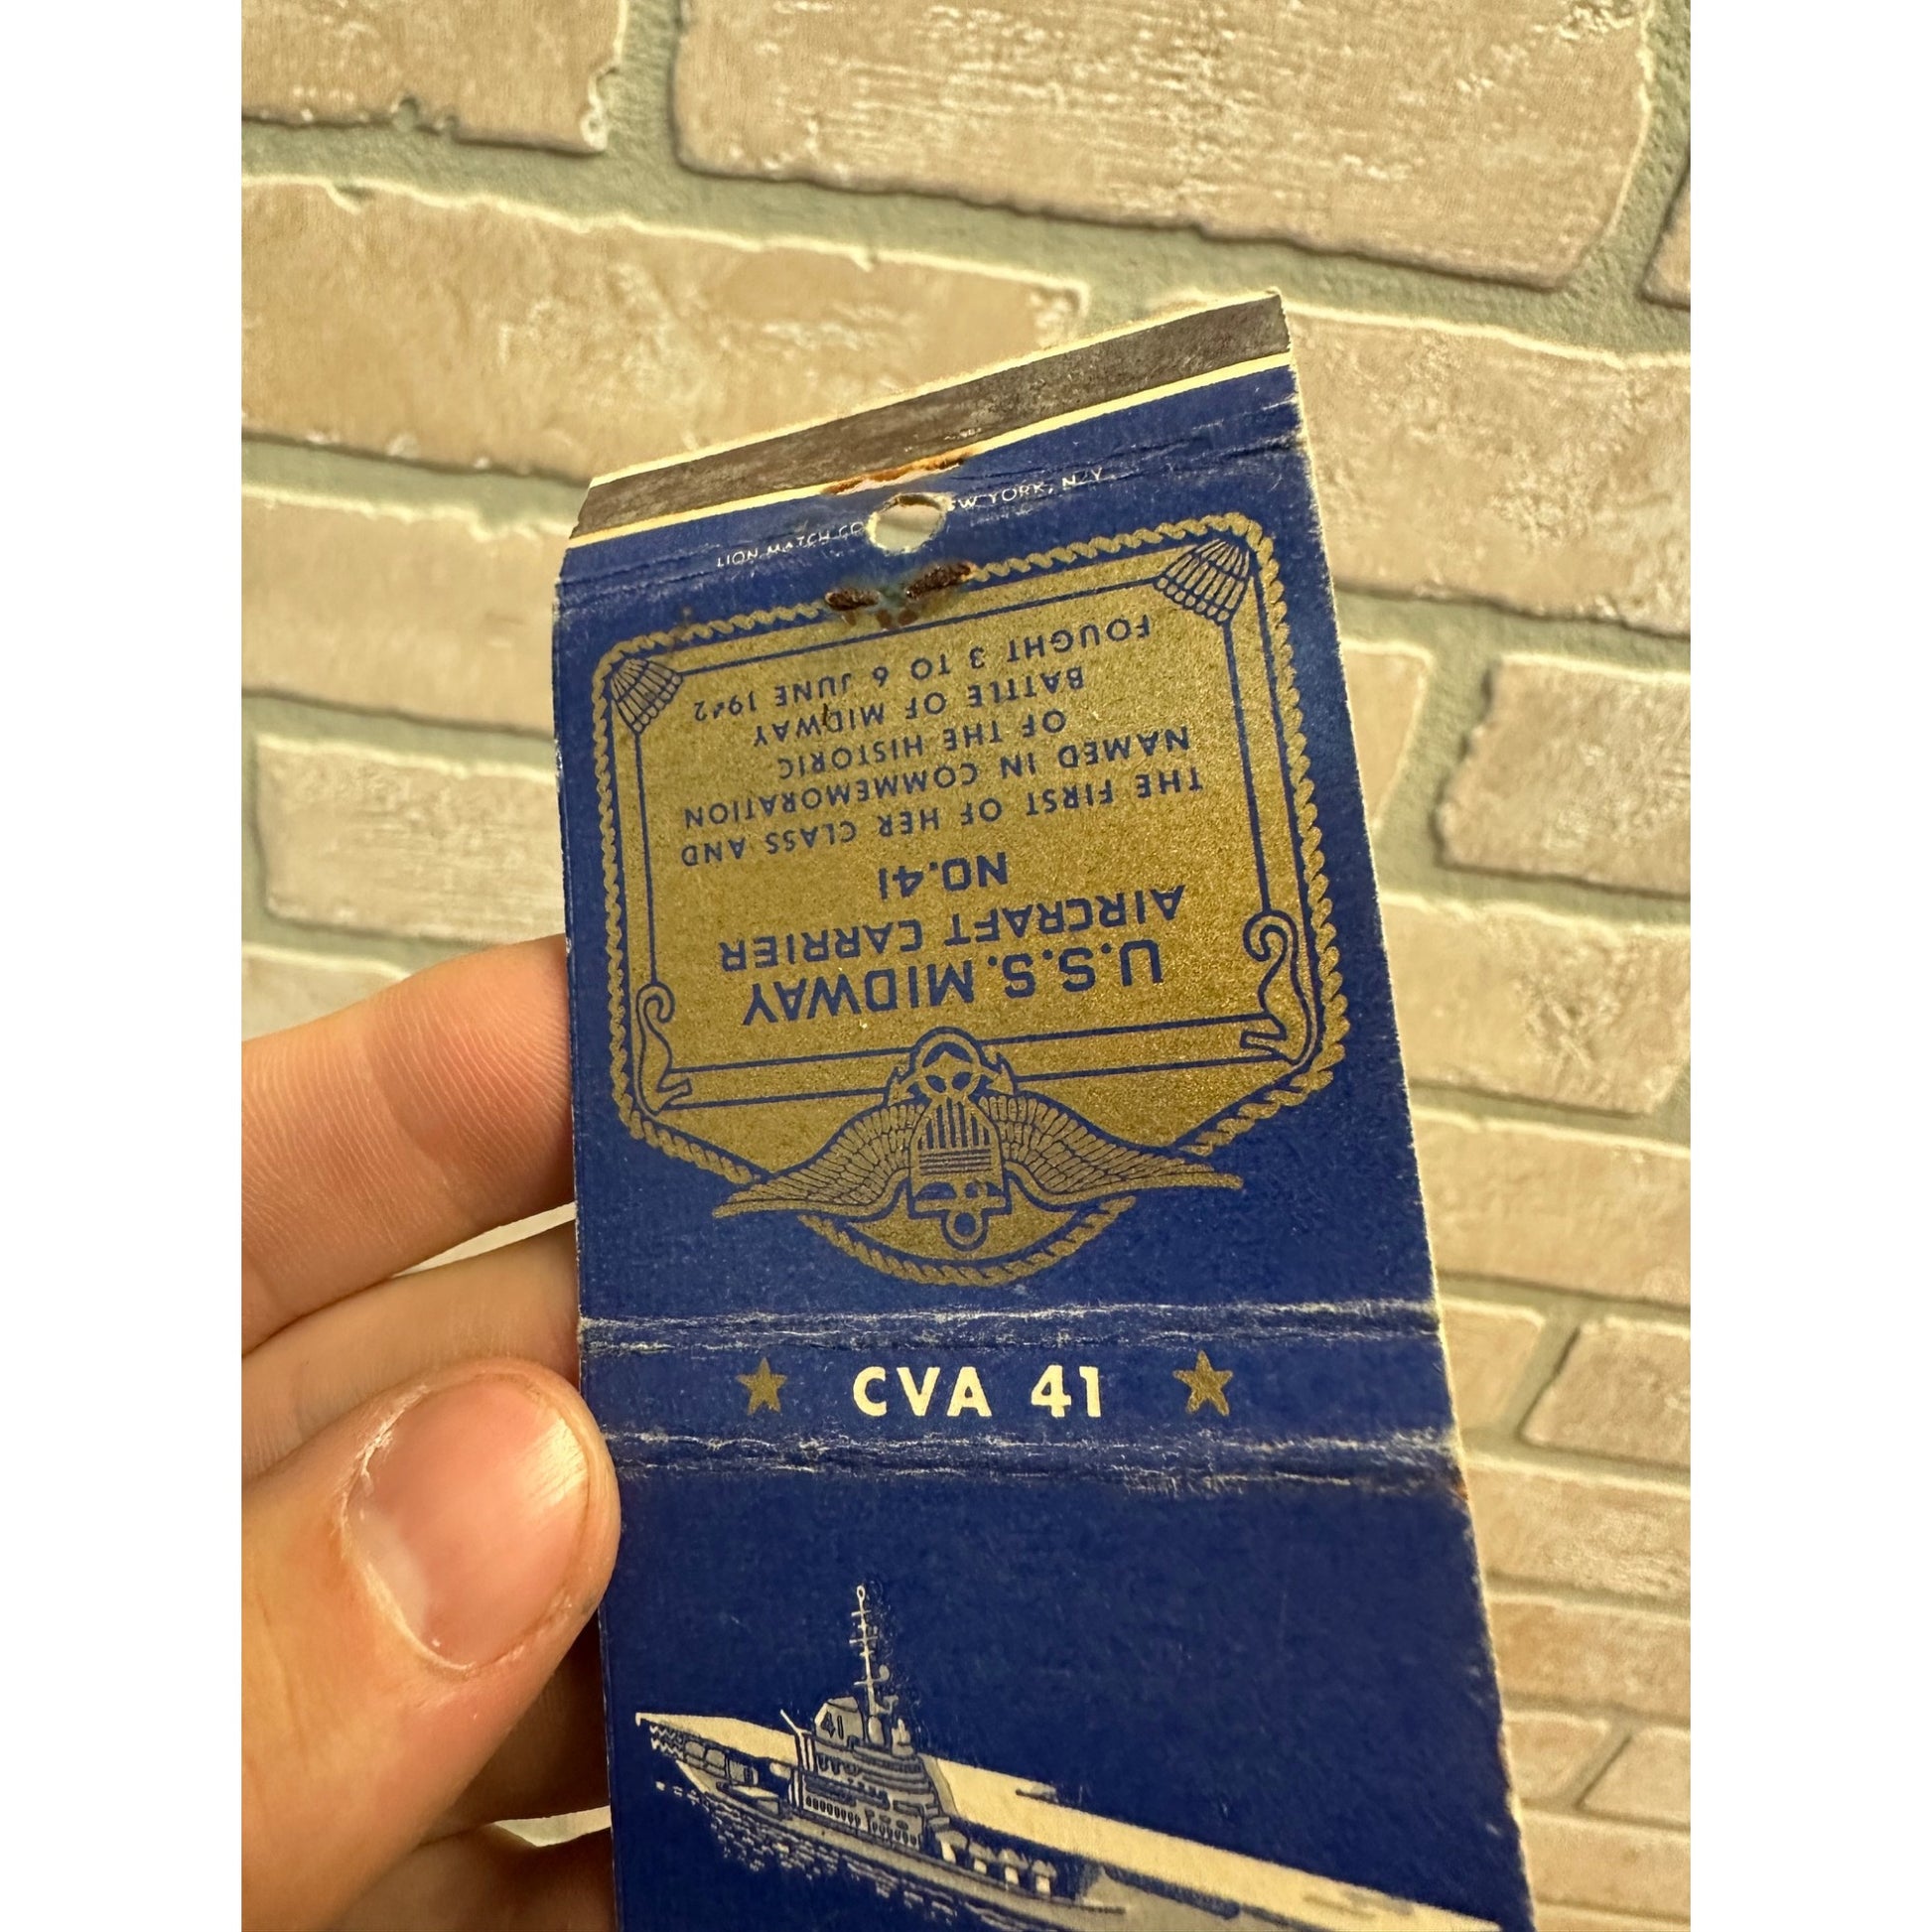 LION MATCH CO NEW YORK, N.Y.
U.S.S. MIDWAY
AIRCRAFT CARRIER
NO. 41
THE FIRST OF HER CLASS AND
NAMED IN COMMEMORATION
OF THE HISTORIC
BATTLE OF MIDWAY
FOUGHT 3 TO 6 JUNE 1942
CVA 41
41